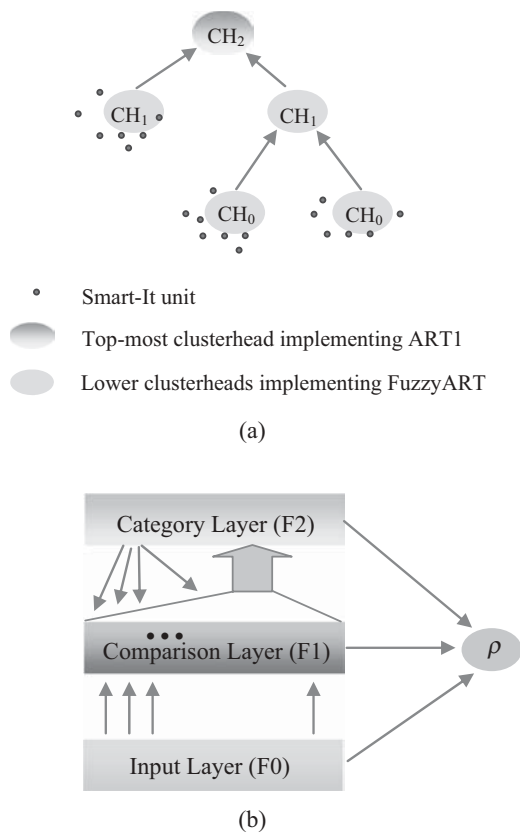 CH₂
CH₁
CH₁
CH₀
CH₀
Smart-It unit
Top-most clusterhead implementing ART1
Lower clusterheads implementing FuzzyART
(a)
Category Layer (F2)
Comparison Layer (F1)
ρ
Input Layer (F0)
(b)